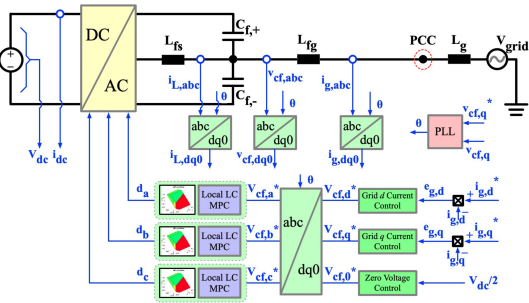 DC
AC
C_f,+
C_f,-
L_fs
L_fg
PCC
L_g
V_grid
i_L,abc
v_cf,abc
i_g,abc
θ
θ
θ
abc
dq0
abc
dq0
abc
dq0
i_L,dq0
v_cf,dq0
i_g,dq0
V_dc
i_dc
θ
PLL
v_cf,q*
v_cf,q
θ
d_a
Local LC
MPC
V_cf,a*
abc
dq0
V_cf,d*
Grid d Current
Control
e_g,d
+
i_g,d*
i_g,d
−
d_b
Local LC
MPC
V_cf,b*
V_cf,q*
Grid q Current
Control
e_g,q
+
i_g,q*
i_g,q
−
d_c
Local LC
MPC
V_cf,c*
V_cf,0*
Zero Voltage
Control
V_dc/2